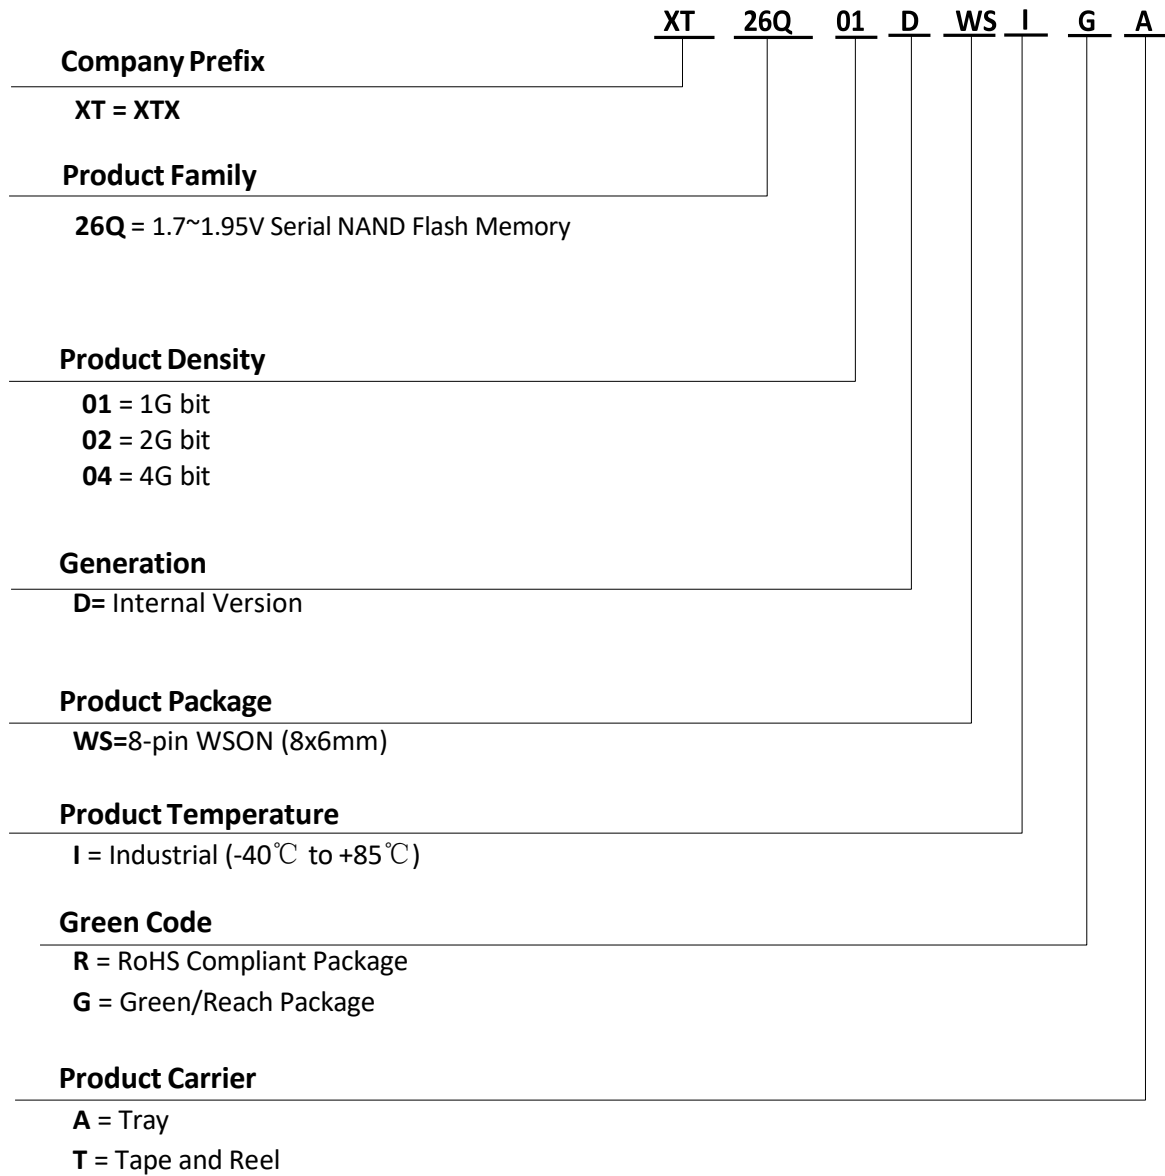 XT 26Q 01 D WS I G A
Company Prefix
XT = XTX
Product Family
26Q = 1.7~1.95V Serial NAND Flash Memory
Product Density
01 = 1G bit
02 = 2G bit
04 = 4G bit
Generation
D= Internal Version
Product Package
WS=8-pin WSON (8x6mm)
Product Temperature
I = Industrial (-40℃ to +85℃)
Green Code
R = RoHS Compliant Package
G = Green/Reach Package
Product Carrier
A = Tray
T = Tape and Reel